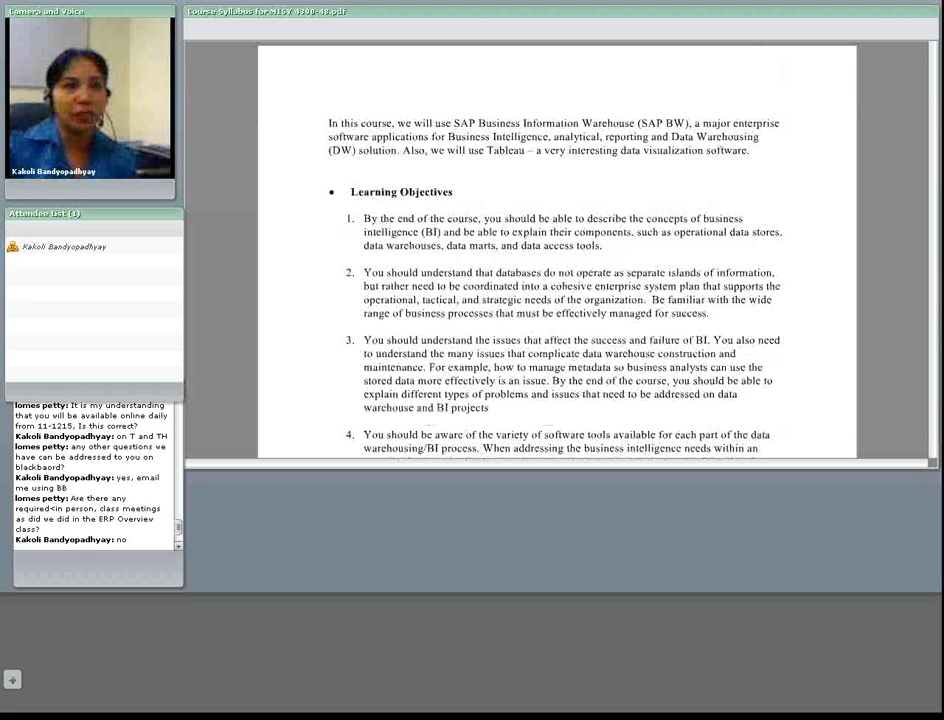 Camera and Voice
Kakoli Bandyopadhyay
Attendee List (1)
Kakoli Bandyopadhyay
lomes petty: It is my understanding
that you will be available online daily
from 11-1215, Is this correct?
Kakoli Bandyopadhyay: on T and TH
lomes petty: any other questions we
have can be addressed to you on
blackbaord?
Kakoli Bandyopadhyay: yes, email
me using BB
lomes petty: Are there any
required<in person, class meetings
as did we did in the ERP Overview
class?
Kakoli Bandyopadhyay: no
Course Syllabus for MISY 4300-48.pdf
In this course, we will use SAP Business Information Warehouse (SAP BW), a major enterprise
software applications for Business Intelligence, analytical, reporting and Data Warehousing
(DW) solution. Also, we will use Tableau – a very interesting data visualization software.
• Learning Objectives
1. By the end of the course, you should be able to describe the concepts of business
intelligence (BI) and be able to explain their components, such as operational data stores,
data warehouses, data marts, and data access tools.
2. You should understand that databases do not operate as separate islands of information,
but rather need to be coordinated into a cohesive enterprise system plan that supports the
operational, tactical, and strategic needs of the organization. Be familiar with the wide
range of business processes that must be effectively managed for success.
3. You should understand the issues that affect the success and failure of BI. You also need
to understand the many issues that complicate data warehouse construction and
maintenance. For example, how to manage metadata so business analysts can use the
stored data more effectively is an issue. By the end of the course, you should be able to
explain different types of problems and issues that need to be addressed on data
warehouse and BI projects
4. You should be aware of the variety of software tools available for each part of the data
warehousing/BI process. When addressing the business intelligence needs within an